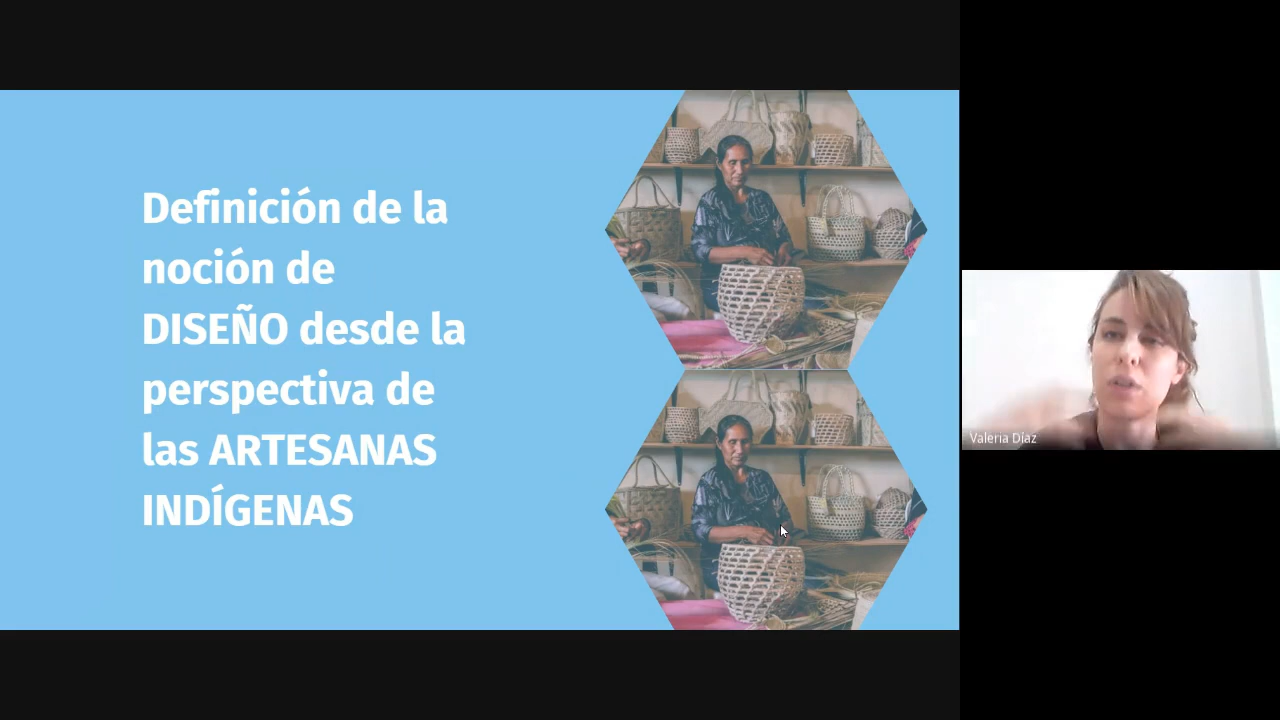 Definición de la
noción de
DISEÑO desde la
perspectiva de
las ARTESANAS
INDÍGENAS
Valeria Díaz